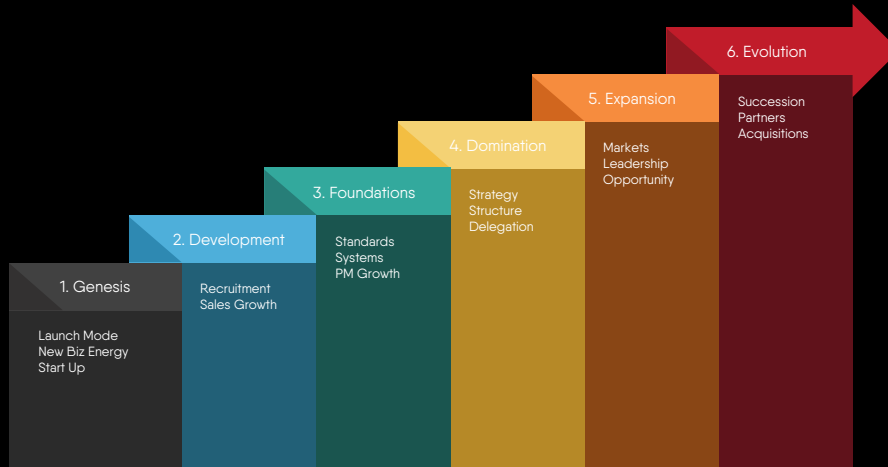 1. Genesis
Launch Mode
New Biz Energy
Start Up
2. Development
Recruitment
Sales Growth
3. Foundations
Standards
Systems
PM Growth
4. Domination
Strategy
Structure
Delegation
5. Expansion
Markets
Leadership
Opportunity
6. Evolution
Succession
Partners
Acquisitions